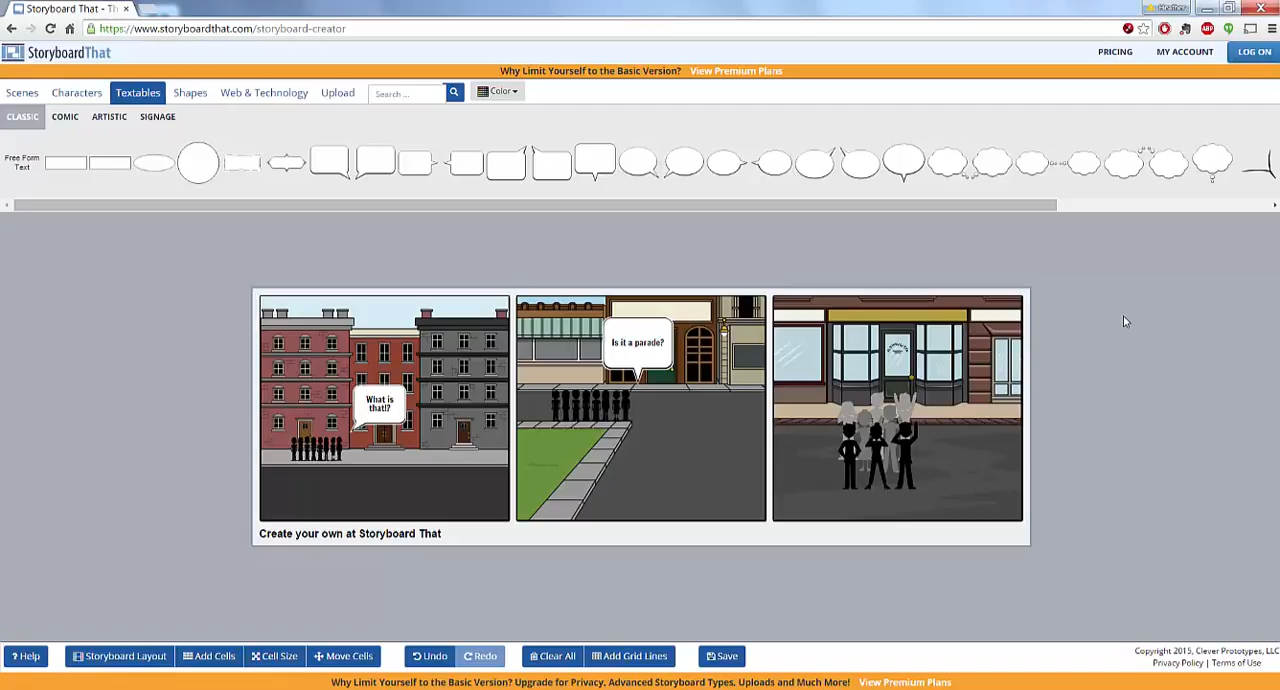 Storyboard That - Th
Heather
https://www.storyboardthat.com/storyboard-creator
StoryboardThat
PRICING MY ACCOUNT LOG ON
Why Limit Yourself to the Basic Version? View Premium Plans
Scenes Characters Textables Shapes Web & Technology Upload Search ... Color
CLASSIC COMIC ARTISTIC SIGNAGE
Free Form
Text
What is
that!?
Is it a parade?
Create your own at Storyboard That
? Help Storyboard Layout Add Cells Cell Size Move Cells Undo Redo Clear All Add Grid Lines Save
Copyright 2015, Clever Prototypes, LLC
Privacy Policy | Terms of Use
Why Limit Yourself to the Basic Version? Upgrade for Privacy, Advanced Storyboard Types, Uploads and Much More! View Premium Plans